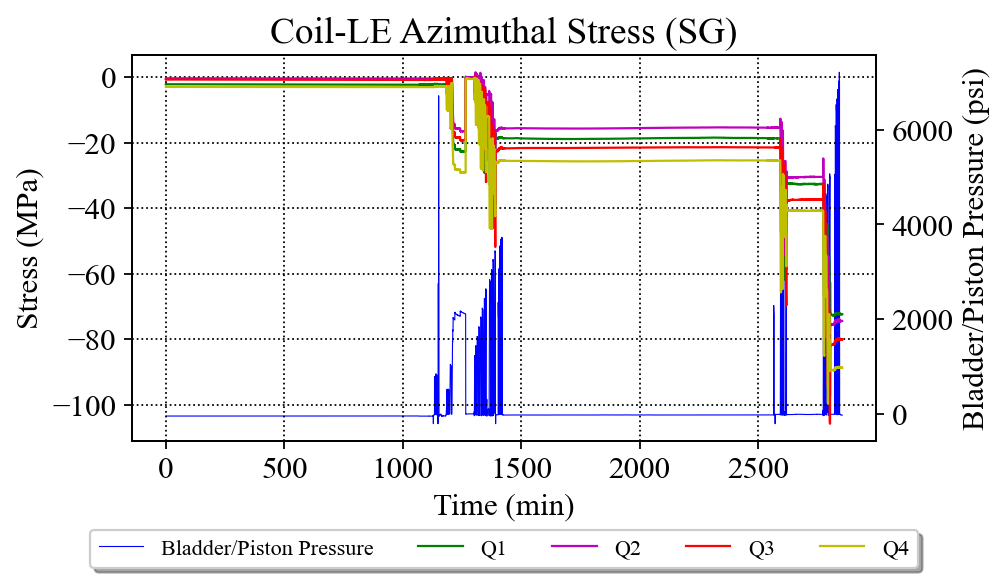 Coil-LE Azimuthal Stress (SG)
0
−20
−40
−60
−80
−100
Stress (MPa)
6000
4000
2000
0
Bladder/Piston Pressure (psi)
0 500 1000 1500 2000 2500
Time (min)
Bladder/Piston Pressure Q1 Q2 Q3 Q4